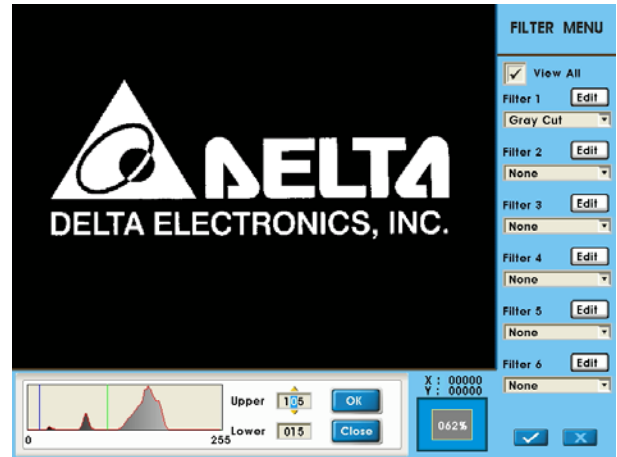 FILTER MENU
View All
Filter 1 Edit
Gray Cut
Filter 2 Edit
None
Filter 3 Edit
None
Filter 4 Edit
None
Filter 5 Edit
None
Filter 6 Edit
None
DELTA
DELTA ELECTRONICS, INC.
0 255
Upper 105 OK
Lower 015 Close
X : 00000
Y : 00000
062%